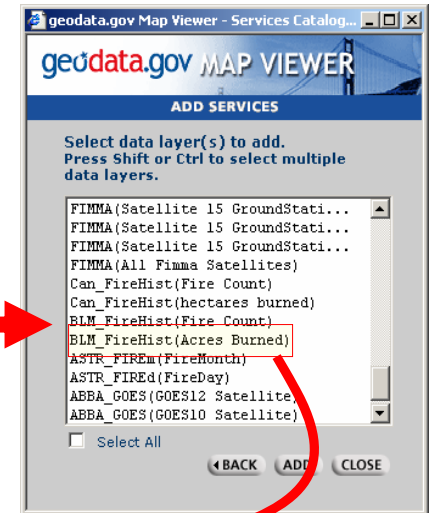 geodata.gov Map Viewer - Services Catalog...
geodata.gov MAP VIEWER
ADD SERVICES
Select data layer(s) to add.
Press Shift or Ctrl to select multiple
data layers.
FIMMA(Satellite 15 GroundStati...
FIMMA(Satellite 15 GroundStati...
FIMMA(Satellite 15 GroundStati...
FIMMA(All Fimma Satellites)
Can_FireHist(Fire Count)
Can_FireHist(hectares burned)
BLM_FireHist(Fire Count)
BLM_FireHist(Acres Burned)
ASTR_FIREm(FireMonth)
ASTR_FIREd(FireDay)
ABBA_GOES(GOES12 Satellite)
ABBA_GOES(GOES10 Satellite)
Select All
BACK ADD CLOSE